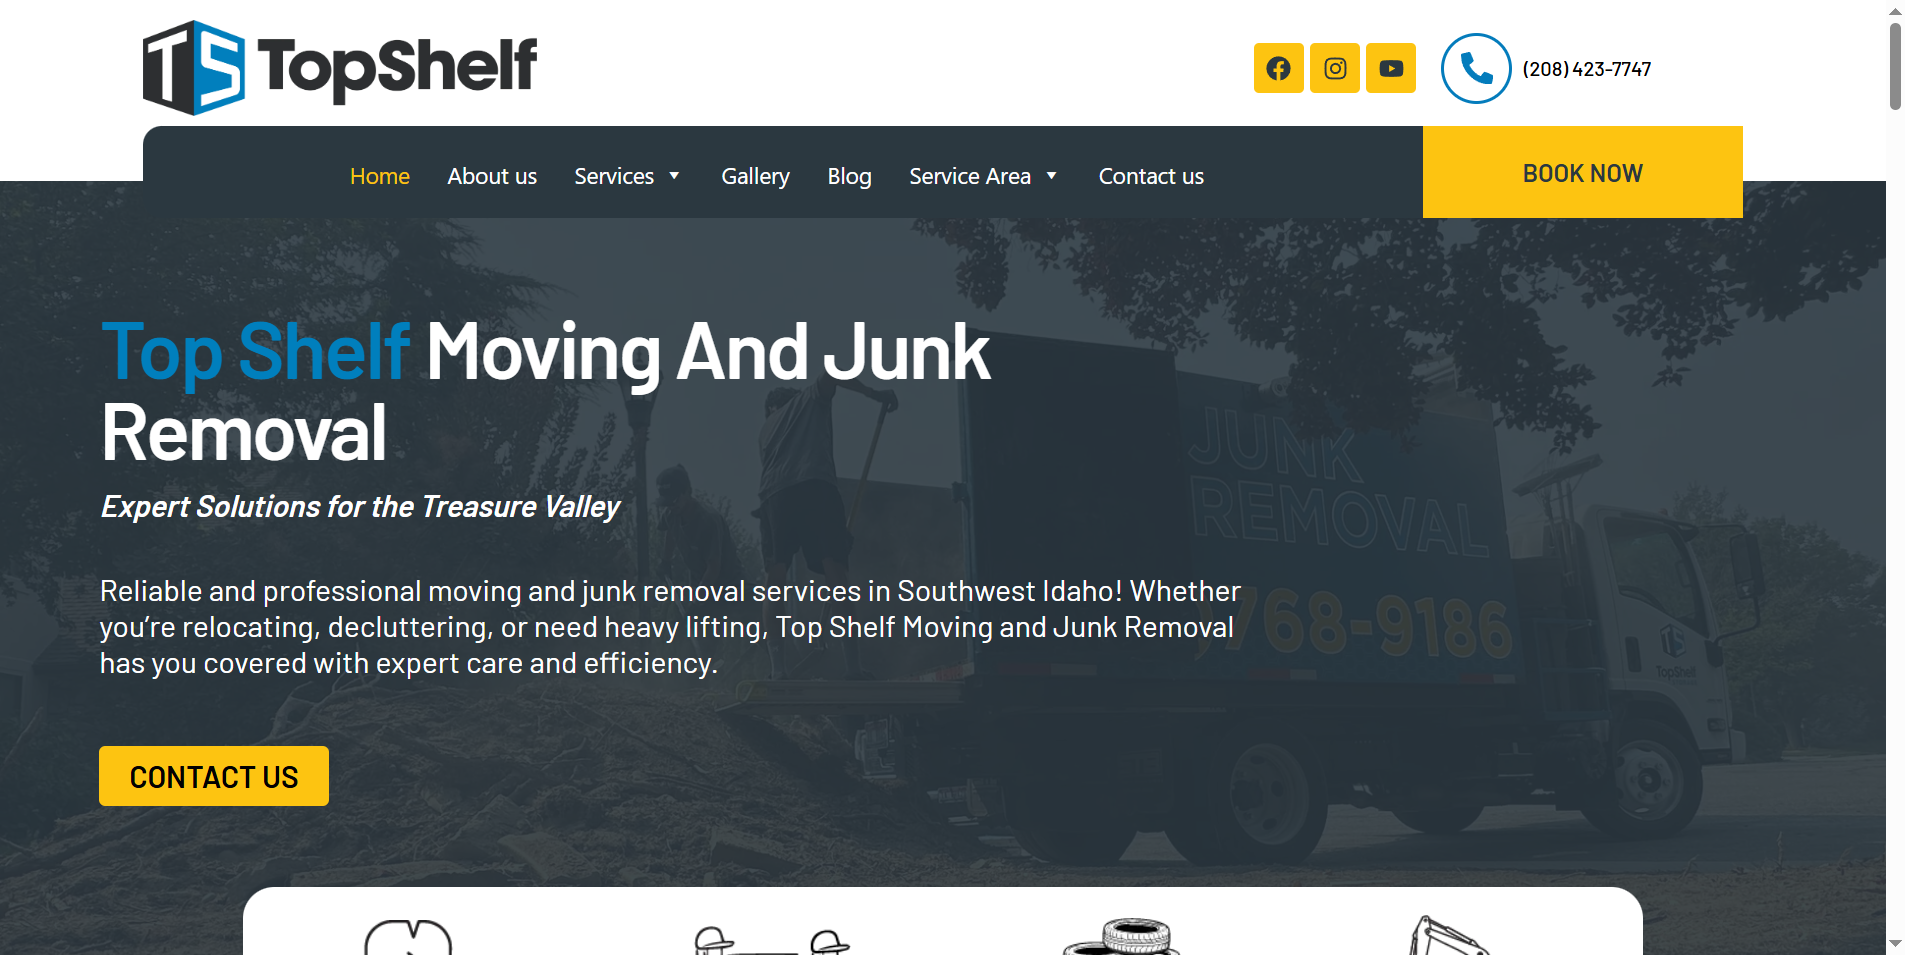 TS TopShelf
(208) 423-7747
Home About us Services Gallery Blog Service Area Contact us
BOOK NOW
Top Shelf Moving And Junk
Removal
Expert Solutions for the Treasure Valley
Reliable and professional moving and junk removal services in Southwest Idaho! Whether
you’re relocating, decluttering, or need heavy lifting, Top Shelf Moving and Junk Removal
has you covered with expert care and efficiency.
CONTACT US
JUNK
REMOVAL
768-9186
TopShelf